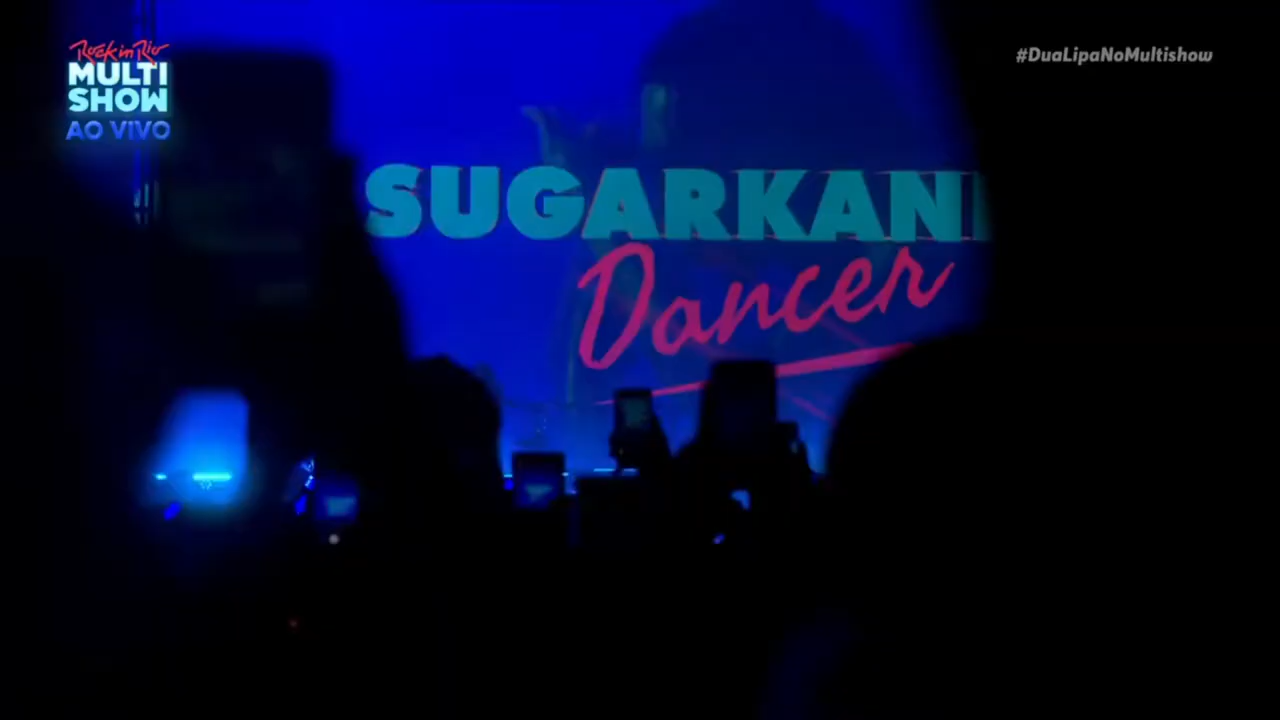 Rock in Rio
MULTI
SHOW
AO VIVO
#DuaLipaNoMultishow
SUGARKAN
Dancer